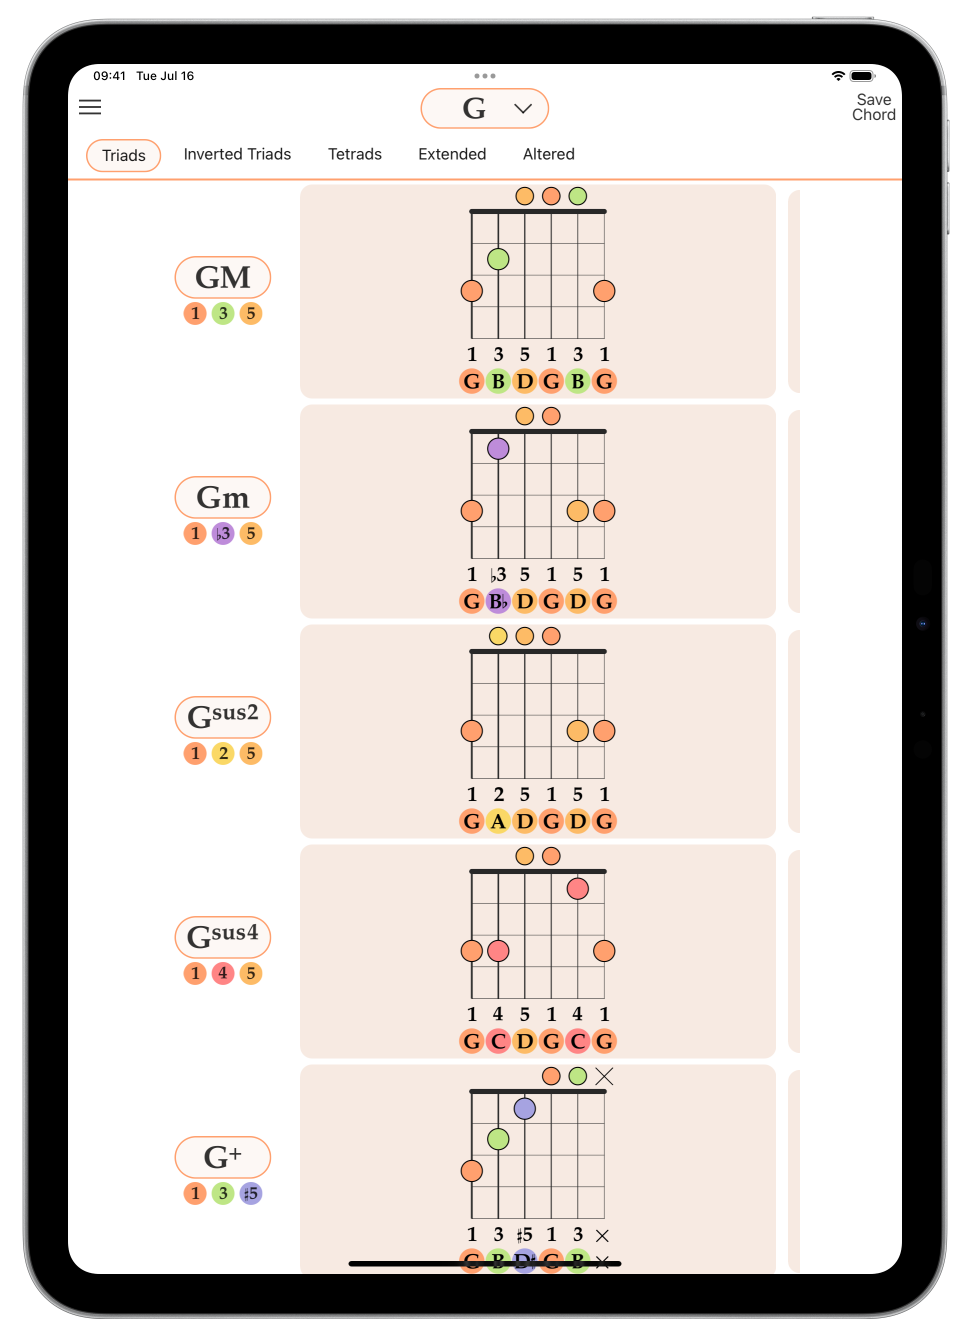 09:41 Tue Jul 16
G
Save
Chord
Triads Inverted Triads Tetrads Extended Altered
GM
1 3 5
1 3 5 1 3 1
G B D G B G
Gm
1 ♭3 5
1 ♭3 5 1 5 1
G B♭ D G D G
Gsus2
1 2 5
1 2 5 1 5 1
G A D G D G
Gsus4
1 4 5
1 4 5 1 4 1
G C D G C G
G+
1 3 ♯5
1 3 ♯5 1 3 ×
G B D♯ G B ×